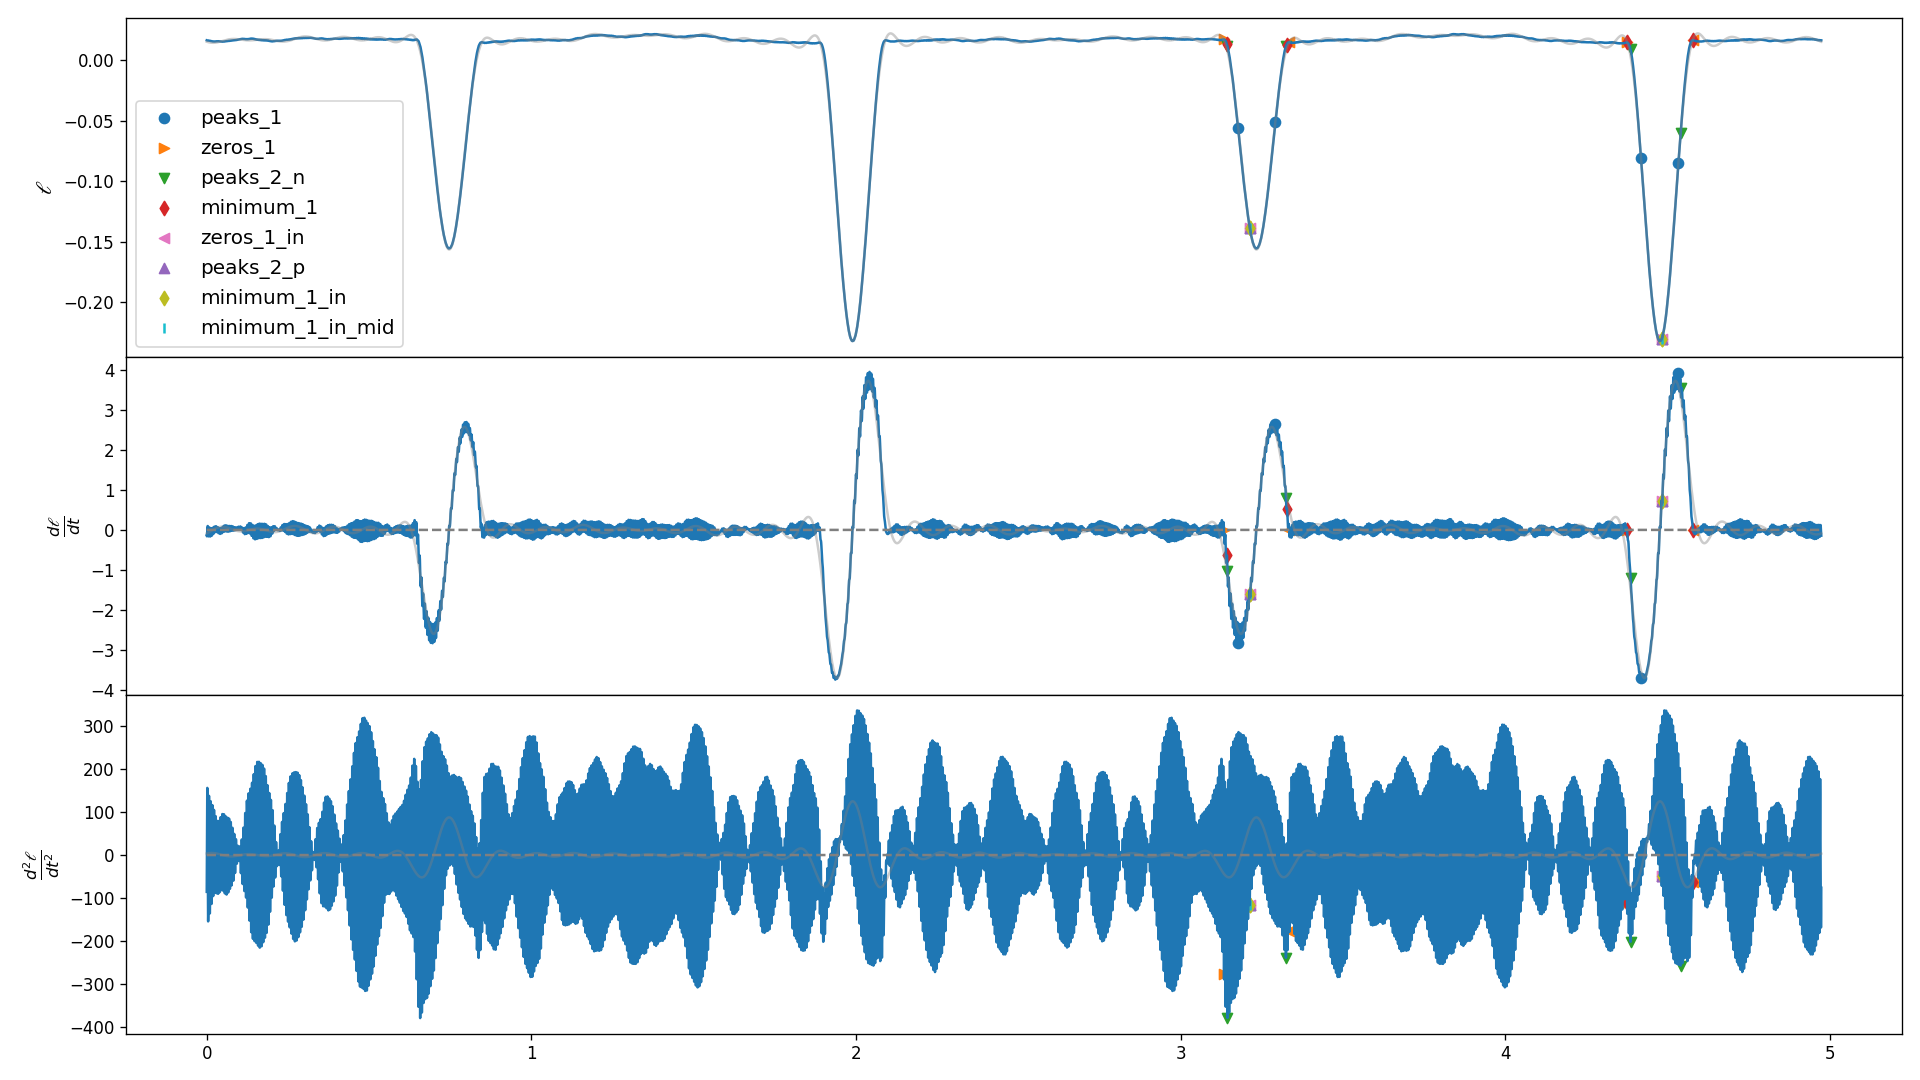 0.00
−0.05
−0.10
−0.15
−0.20
ℓ
peaks_1
zeros_1
peaks_2_n
minimum_1
zeros_1_in
peaks_2_p
minimum_1_in
minimum_1_in_mid
4
3
2
1
0
−1
−2
−3
−4
dℓ
dt
300
200
100
0
−100
−200
−300
−400
d²ℓ
dt²
0 1 2 3 4 5